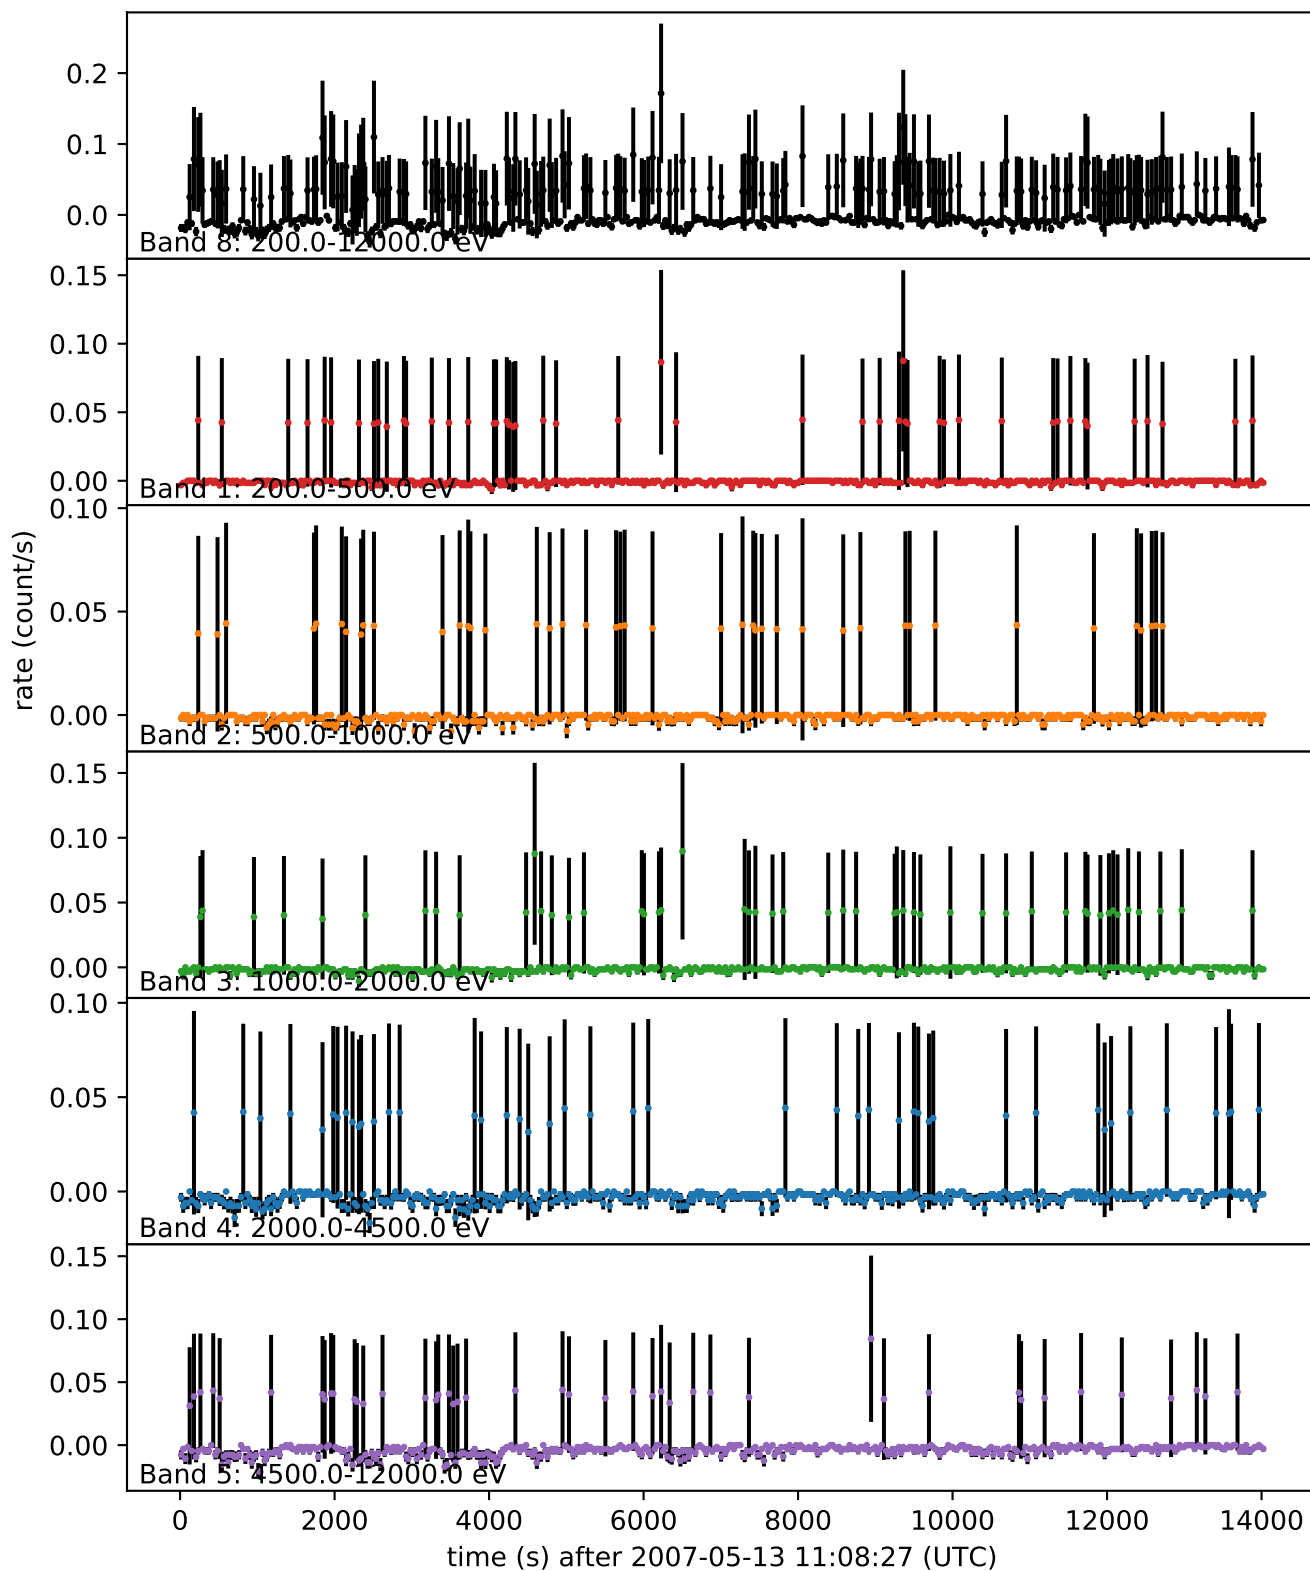 0.2
0.1
0.0
Band 8: 200.0-12000.0 eV
0.15
0.10
0.05
0.00
Band 1: 200.0-500.0 eV
0.10
0.05
0.00
Band 2: 500.0-1000.0 eV
rate (count/s)
0.15
0.10
0.05
0.00
Band 3: 1000.0-2000.0 eV
0.10
0.05
0.00
Band 4: 2000.0-4500.0 eV
0.15
0.10
0.05
0.00
Band 5: 4500.0-12000.0 eV
0 2000 4000 6000 8000 10000 12000 14000
time (s) after 2007-05-13 11:08:27 (UTC)